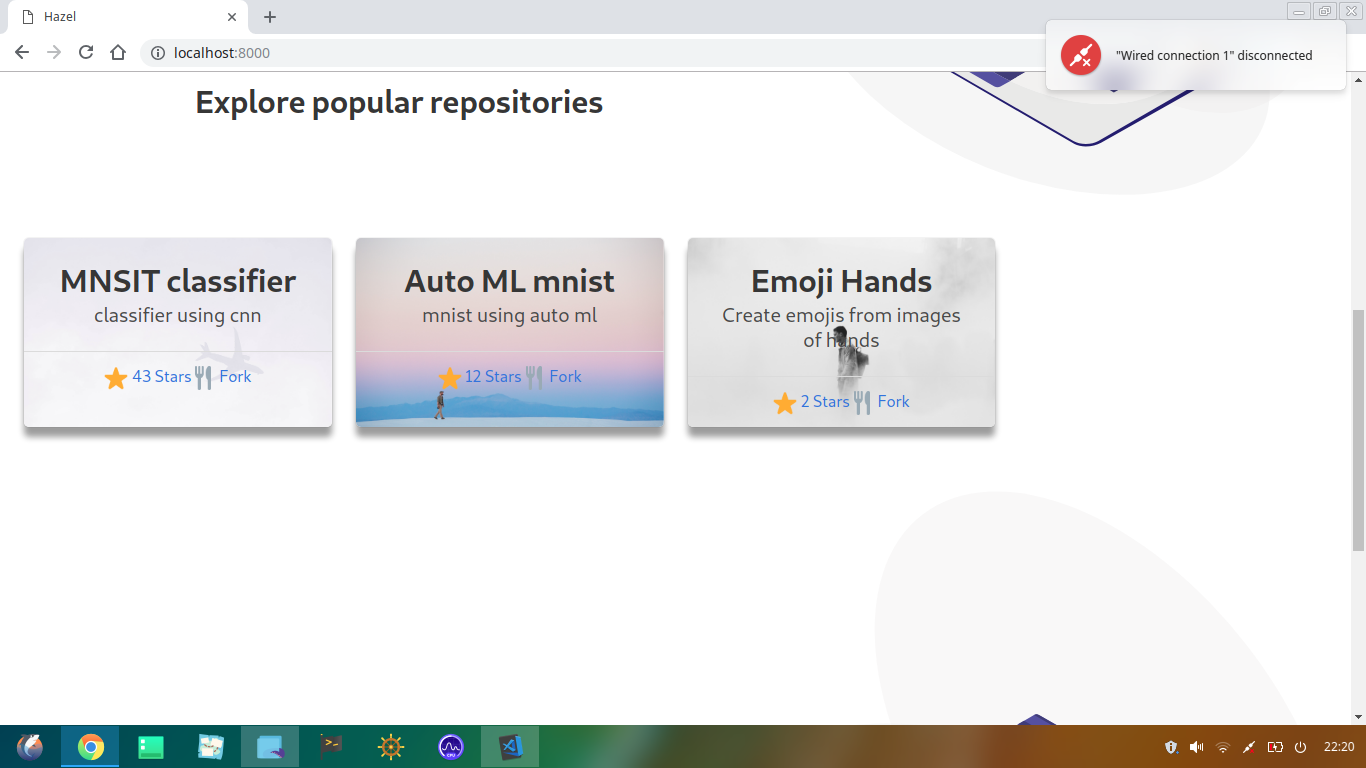 Hazel
localhost:8000
"Wired connection 1" disconnected
Explore popular repositories
MNSIT classifier
classifier using cnn
43 Stars Fork
Auto ML mnist
mnist using auto ml
12 Stars Fork
Emoji Hands
Create emojis from images
of hands
2 Stars Fork
CPU
22:20